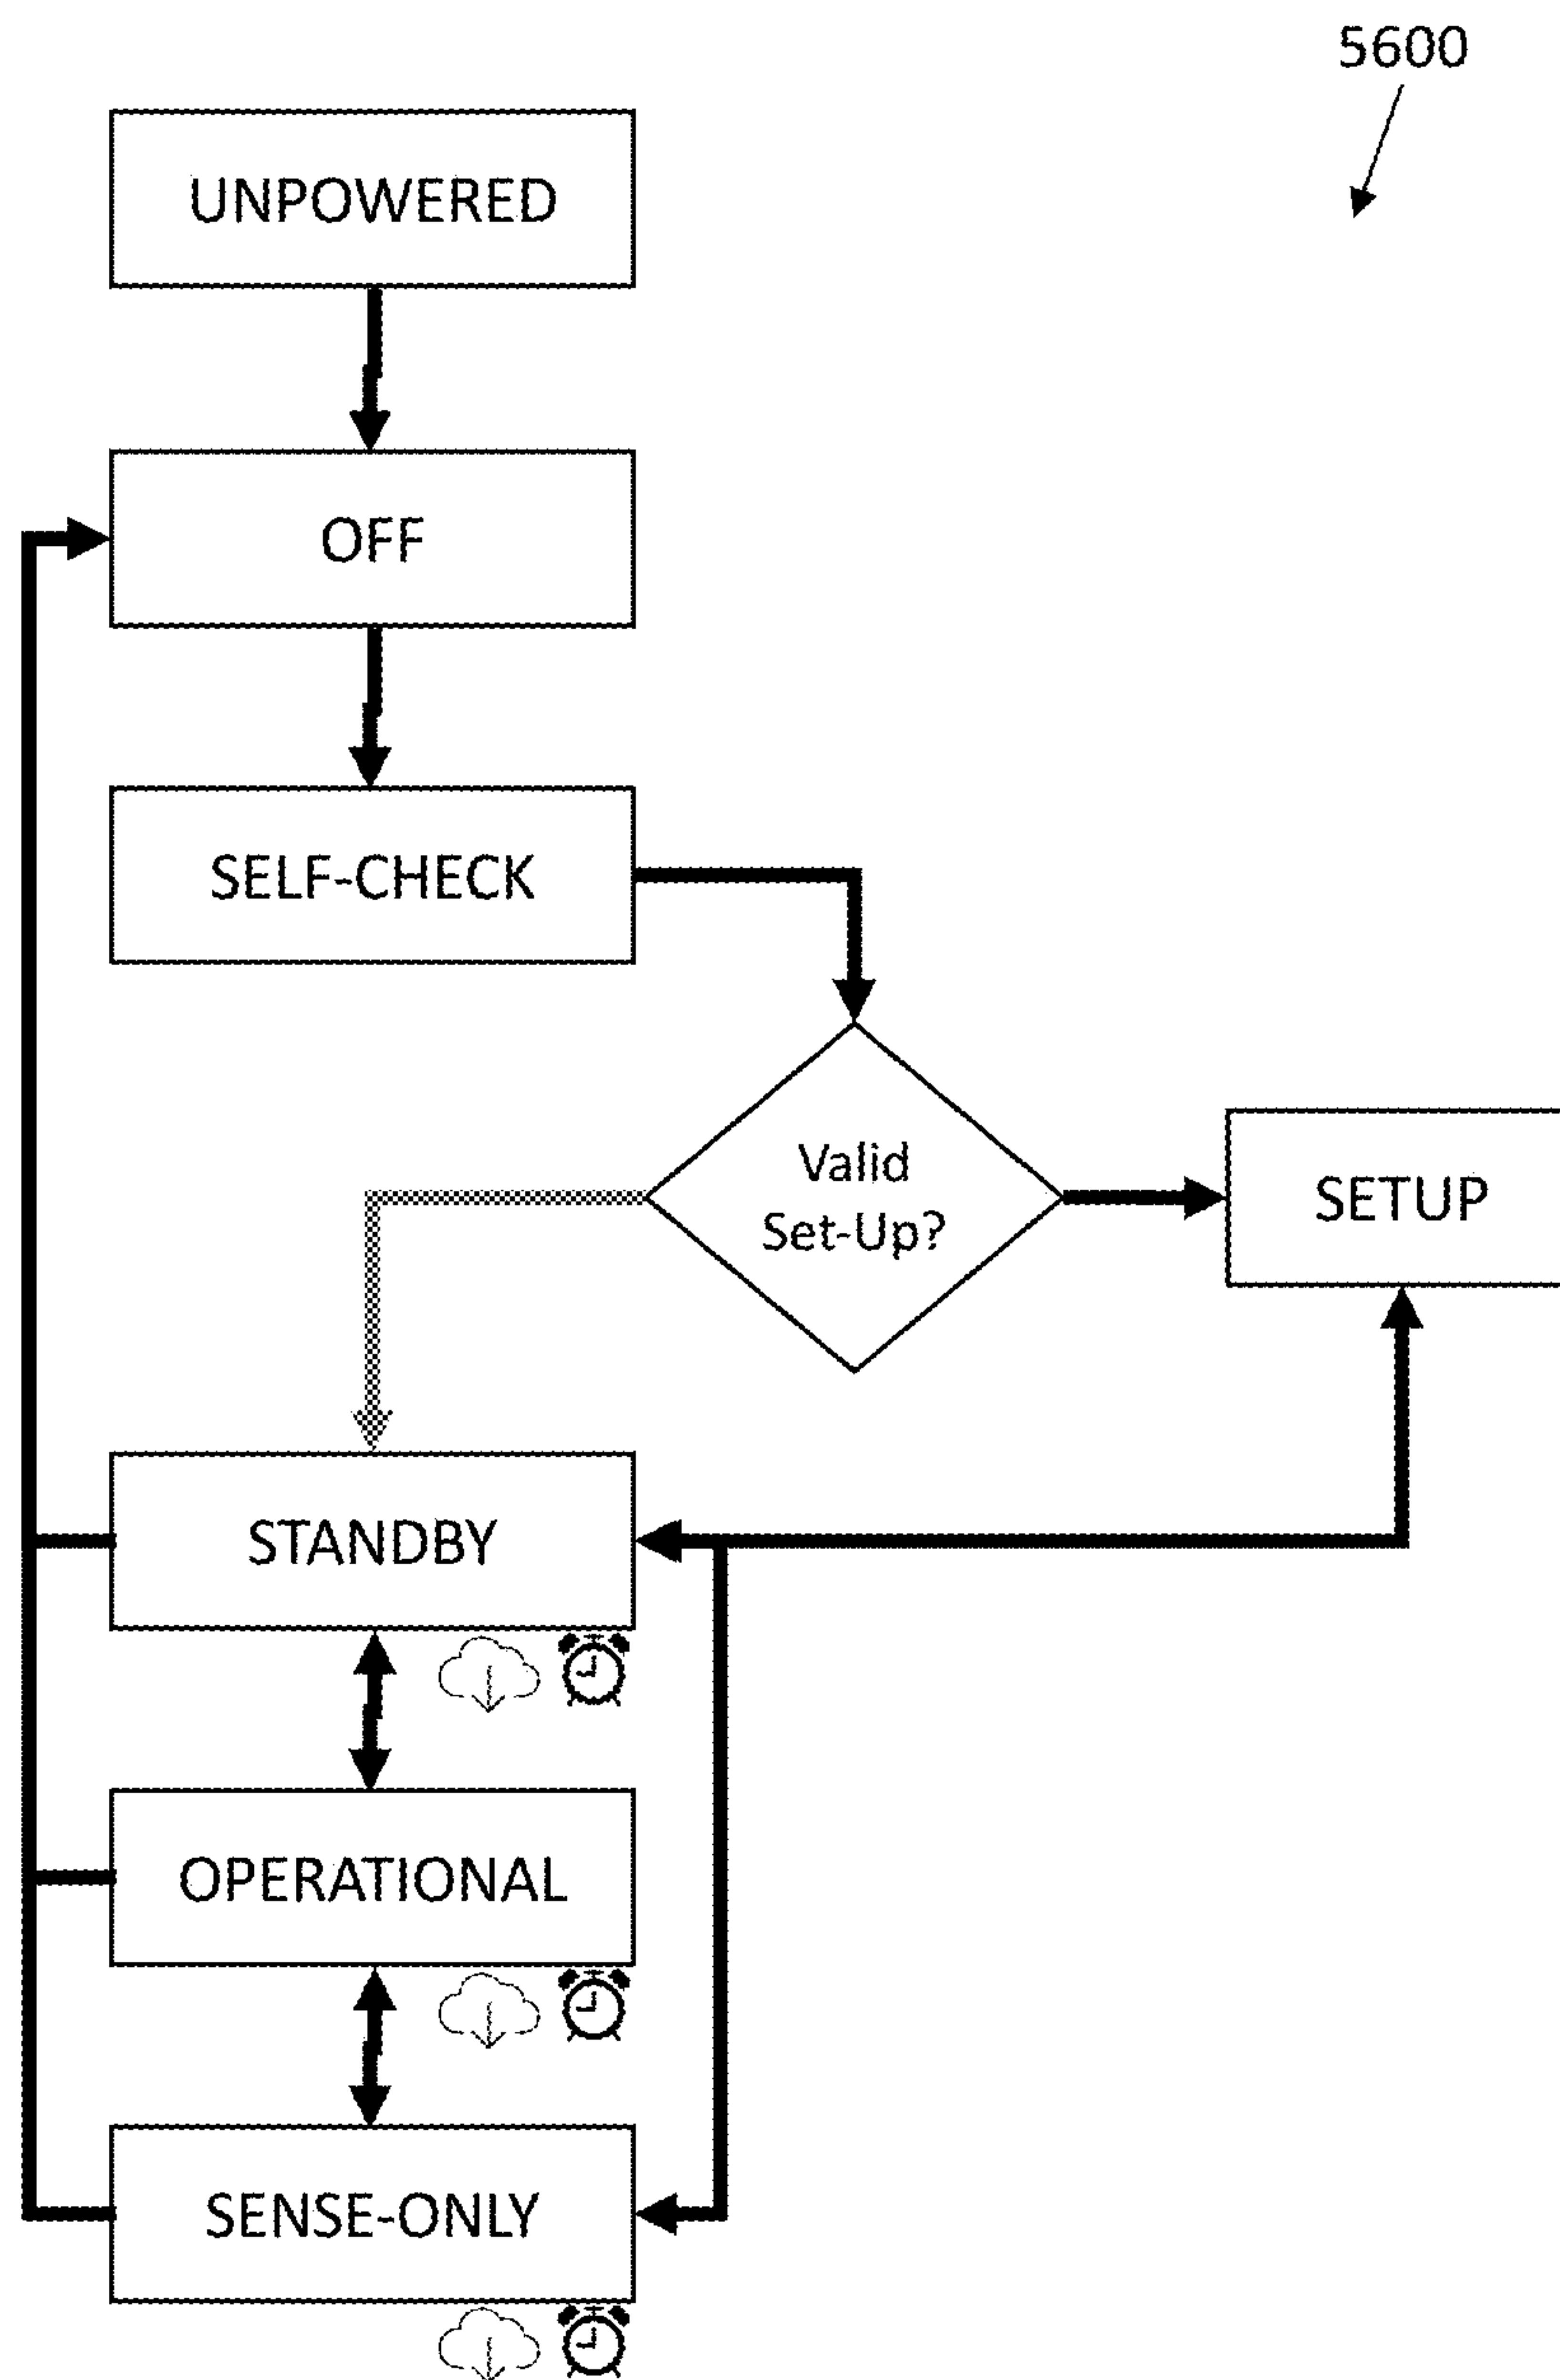 5600
UNPOWERED
OFF
SELF-CHECK
Valid
Set-Up?
SETUP
STANDBY
OPERATIONAL
SENSE-ONLY